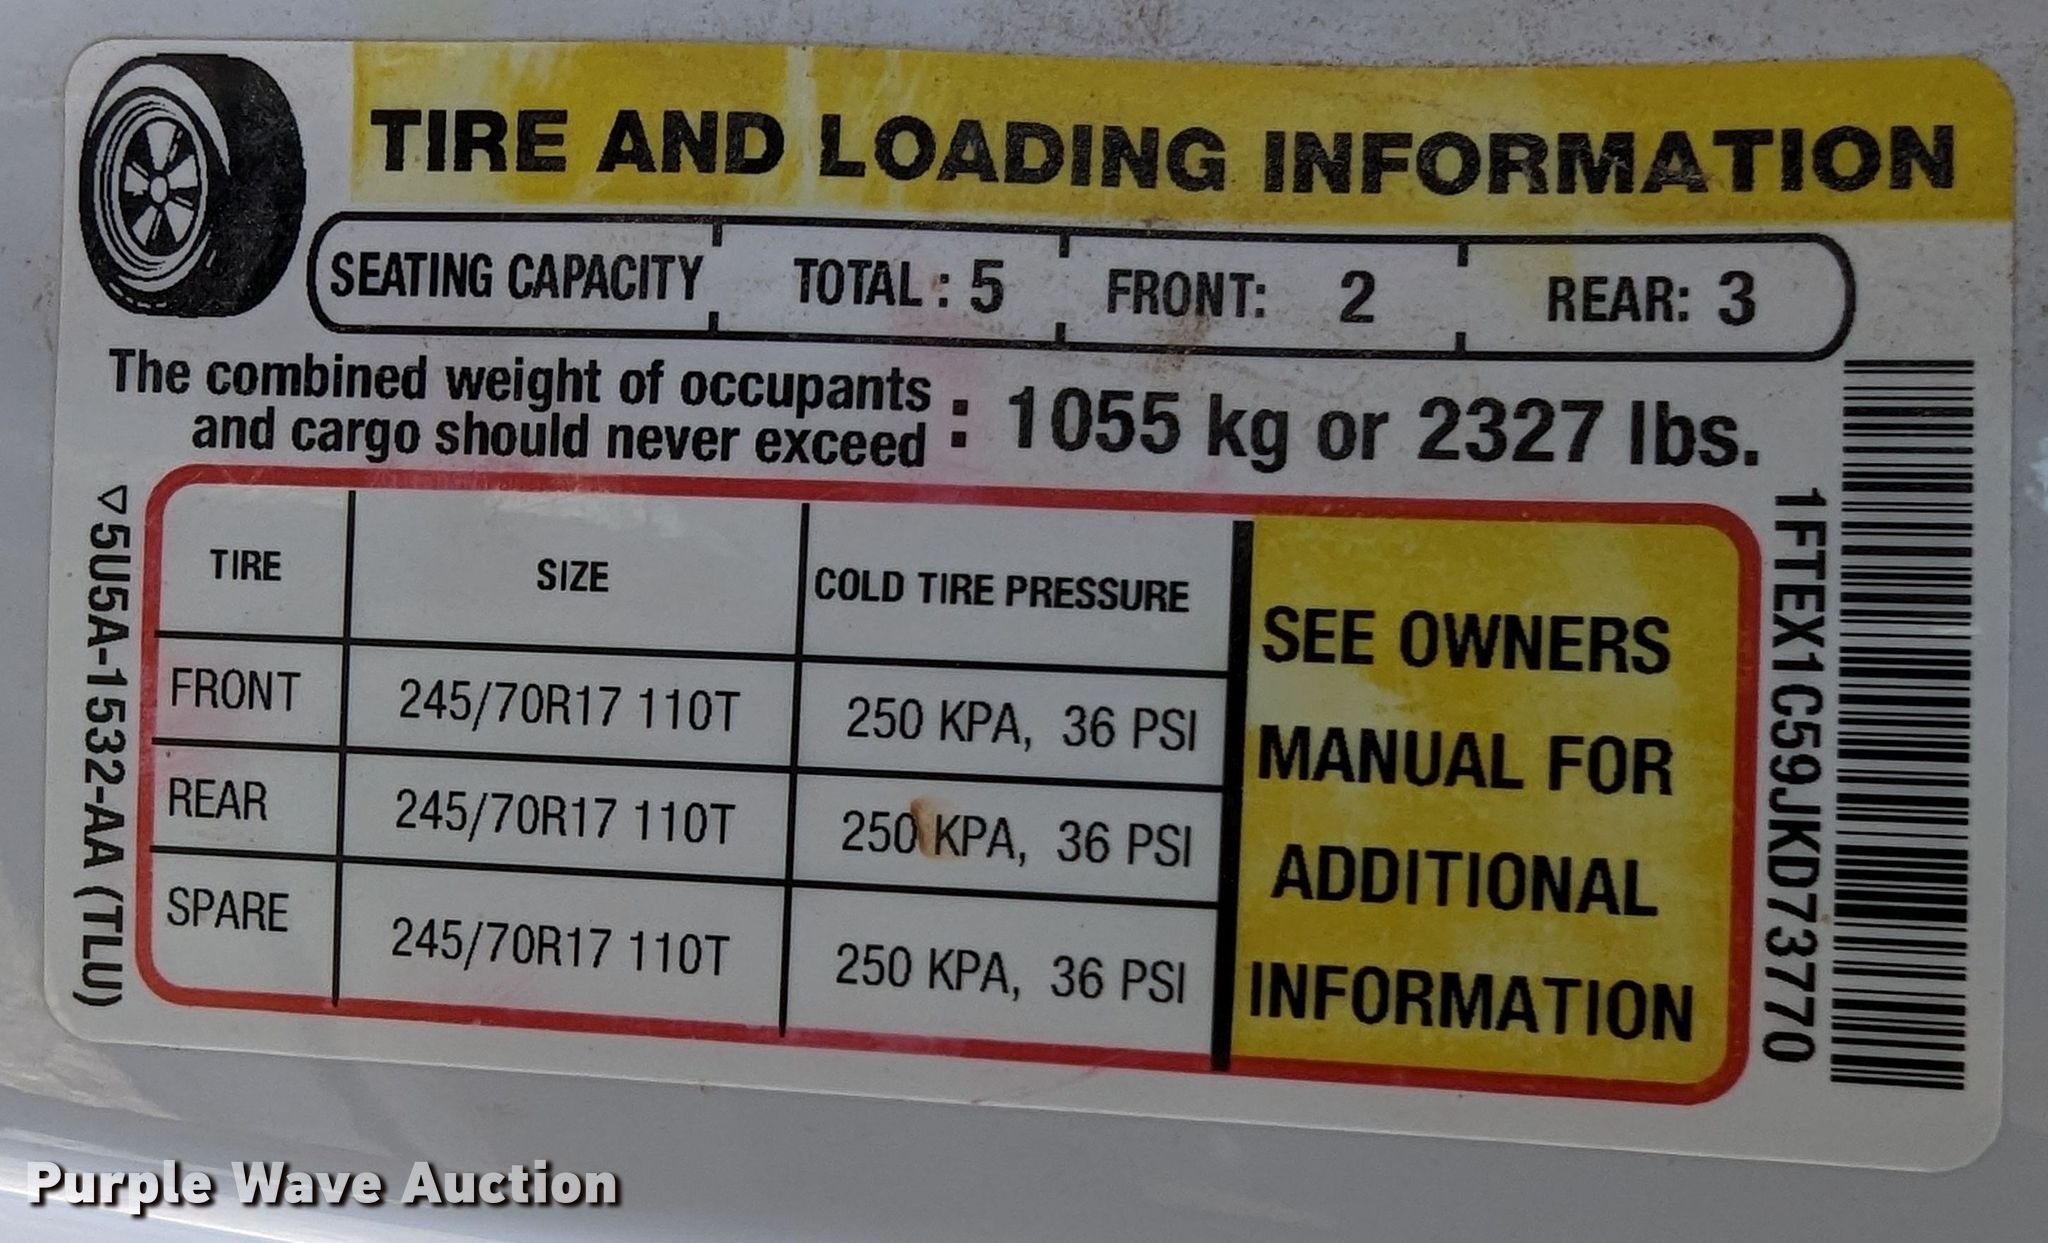 TIRE AND LOADING INFORMATION
SEATING CAPACITY TOTAL : 5 FRONT: 2 REAR: 3
The combined weight of occupants
and cargo should never exceed : 1055 kg or 2327 lbs.
TIRE SIZE COLD TIRE PRESSURE
FRONT 245/70R17 110T 250 KPA, 36 PSI
REAR 245/70R17 110T 250 KPA, 36 PSI
SPARE 245/70R17 110T 250 KPA, 36 PSI
SEE OWNERS
MANUAL FOR
ADDITIONAL
INFORMATION
▽5U5A-1532-AA (TLU)
1FTEX1C59JKD73770
Purple Wave Auction